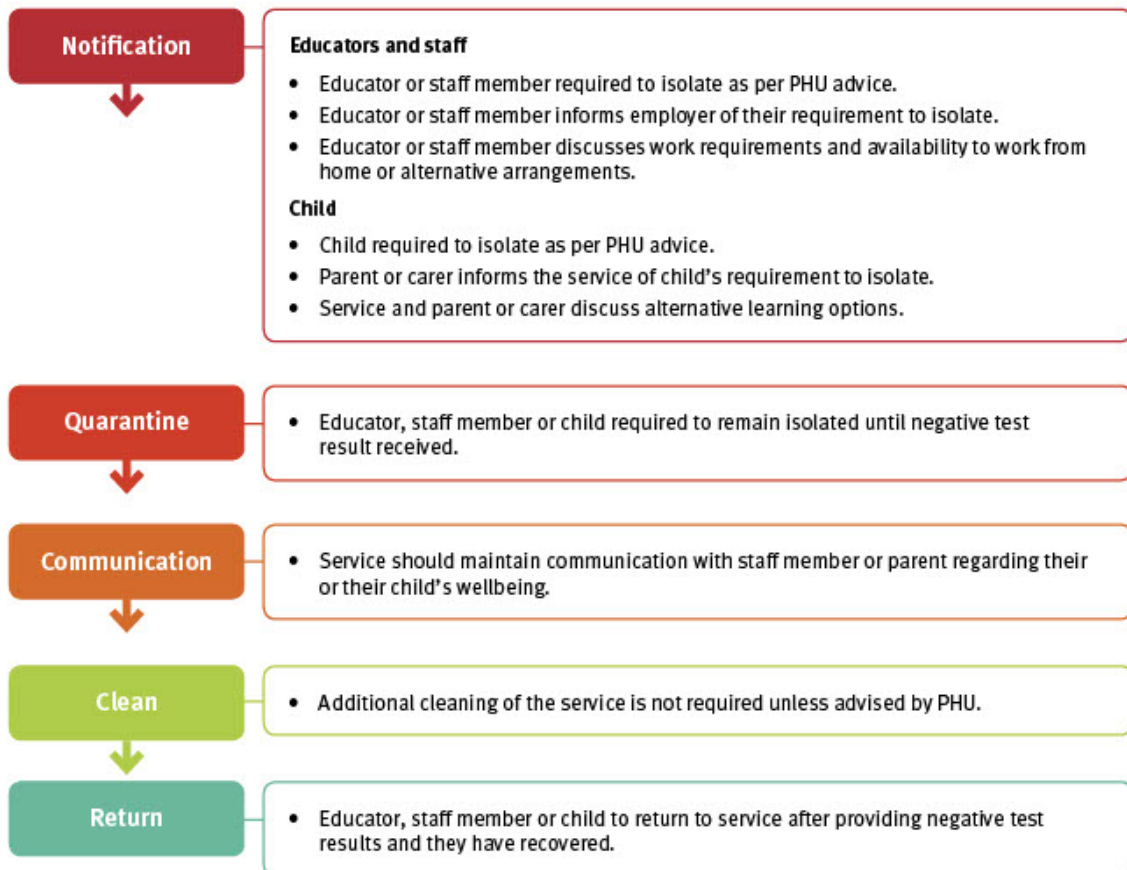 Notification
Educators and staff
• Educator or staff member required to isolate as per PHU advice.
• Educator or staff member informs employer of their requirement to isolate.
• Educator or staff member discusses work requirements and availability to work from
home or alternative arrangements.
Child
• Child required to isolate as per PHU advice.
• Parent or carer informs the service of child's requirement to isolate.
• Service and parent or carer discuss alternative learning options.
Quarantine
• Educator, staff member or child required to remain isolated until negative test
result received.
Communication
• Service should maintain communication with staff member or parent regarding their
or their child's wellbeing.
Clean
• Additional cleaning of the service is not required unless advised by PHU.
Return
• Educator, staff member or child to return to service after providing negative test
results and they have recovered.